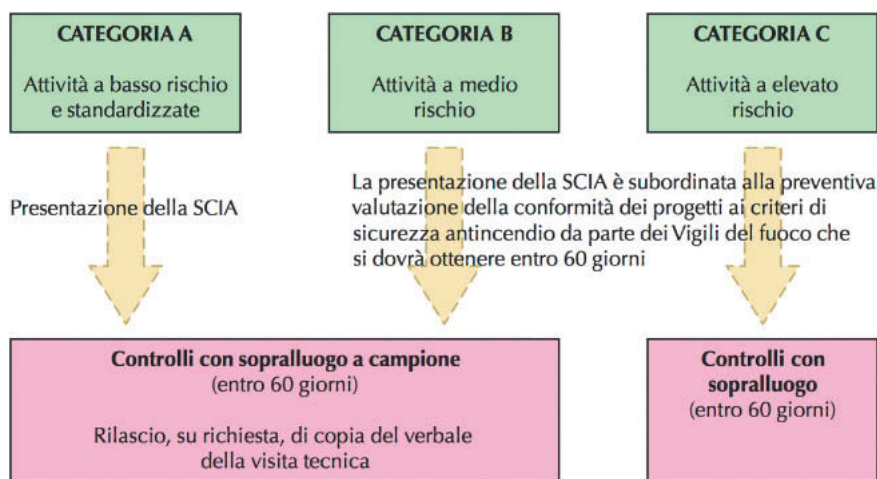 CATEGORIA A
Attività a basso rischio
e standardizzate
CATEGORIA B
Attività a medio
rischio
CATEGORIA C
Attività a elevato
rischio
Presentazione della SCIA
La presentazione della SCIA è subordinata alla preventiva
valutazione della conformità dei progetti ai criteri di
sicurezza antincendio da parte dei Vigili del fuoco che
si dovrà ottenere entro 60 giorni
Controlli con sopralluogo a campione
(entro 60 giorni)
Rilascio, su richiesta, di copia del verbale
della visita tecnica
Controlli con
sopralluogo
(entro 60 giorni)